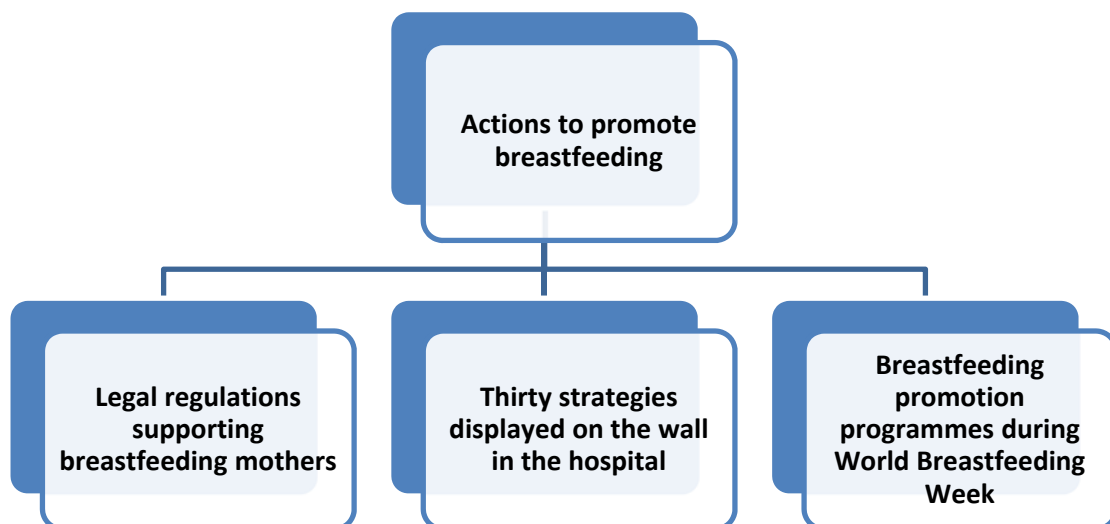 Actions to promote
breastfeeding
Legal regulations
supporting
breastfeeding mothers
Thirty strategies
displayed on the wall
in the hospital
Breastfeeding
promotion
programmes during
World Breastfeeding
Week